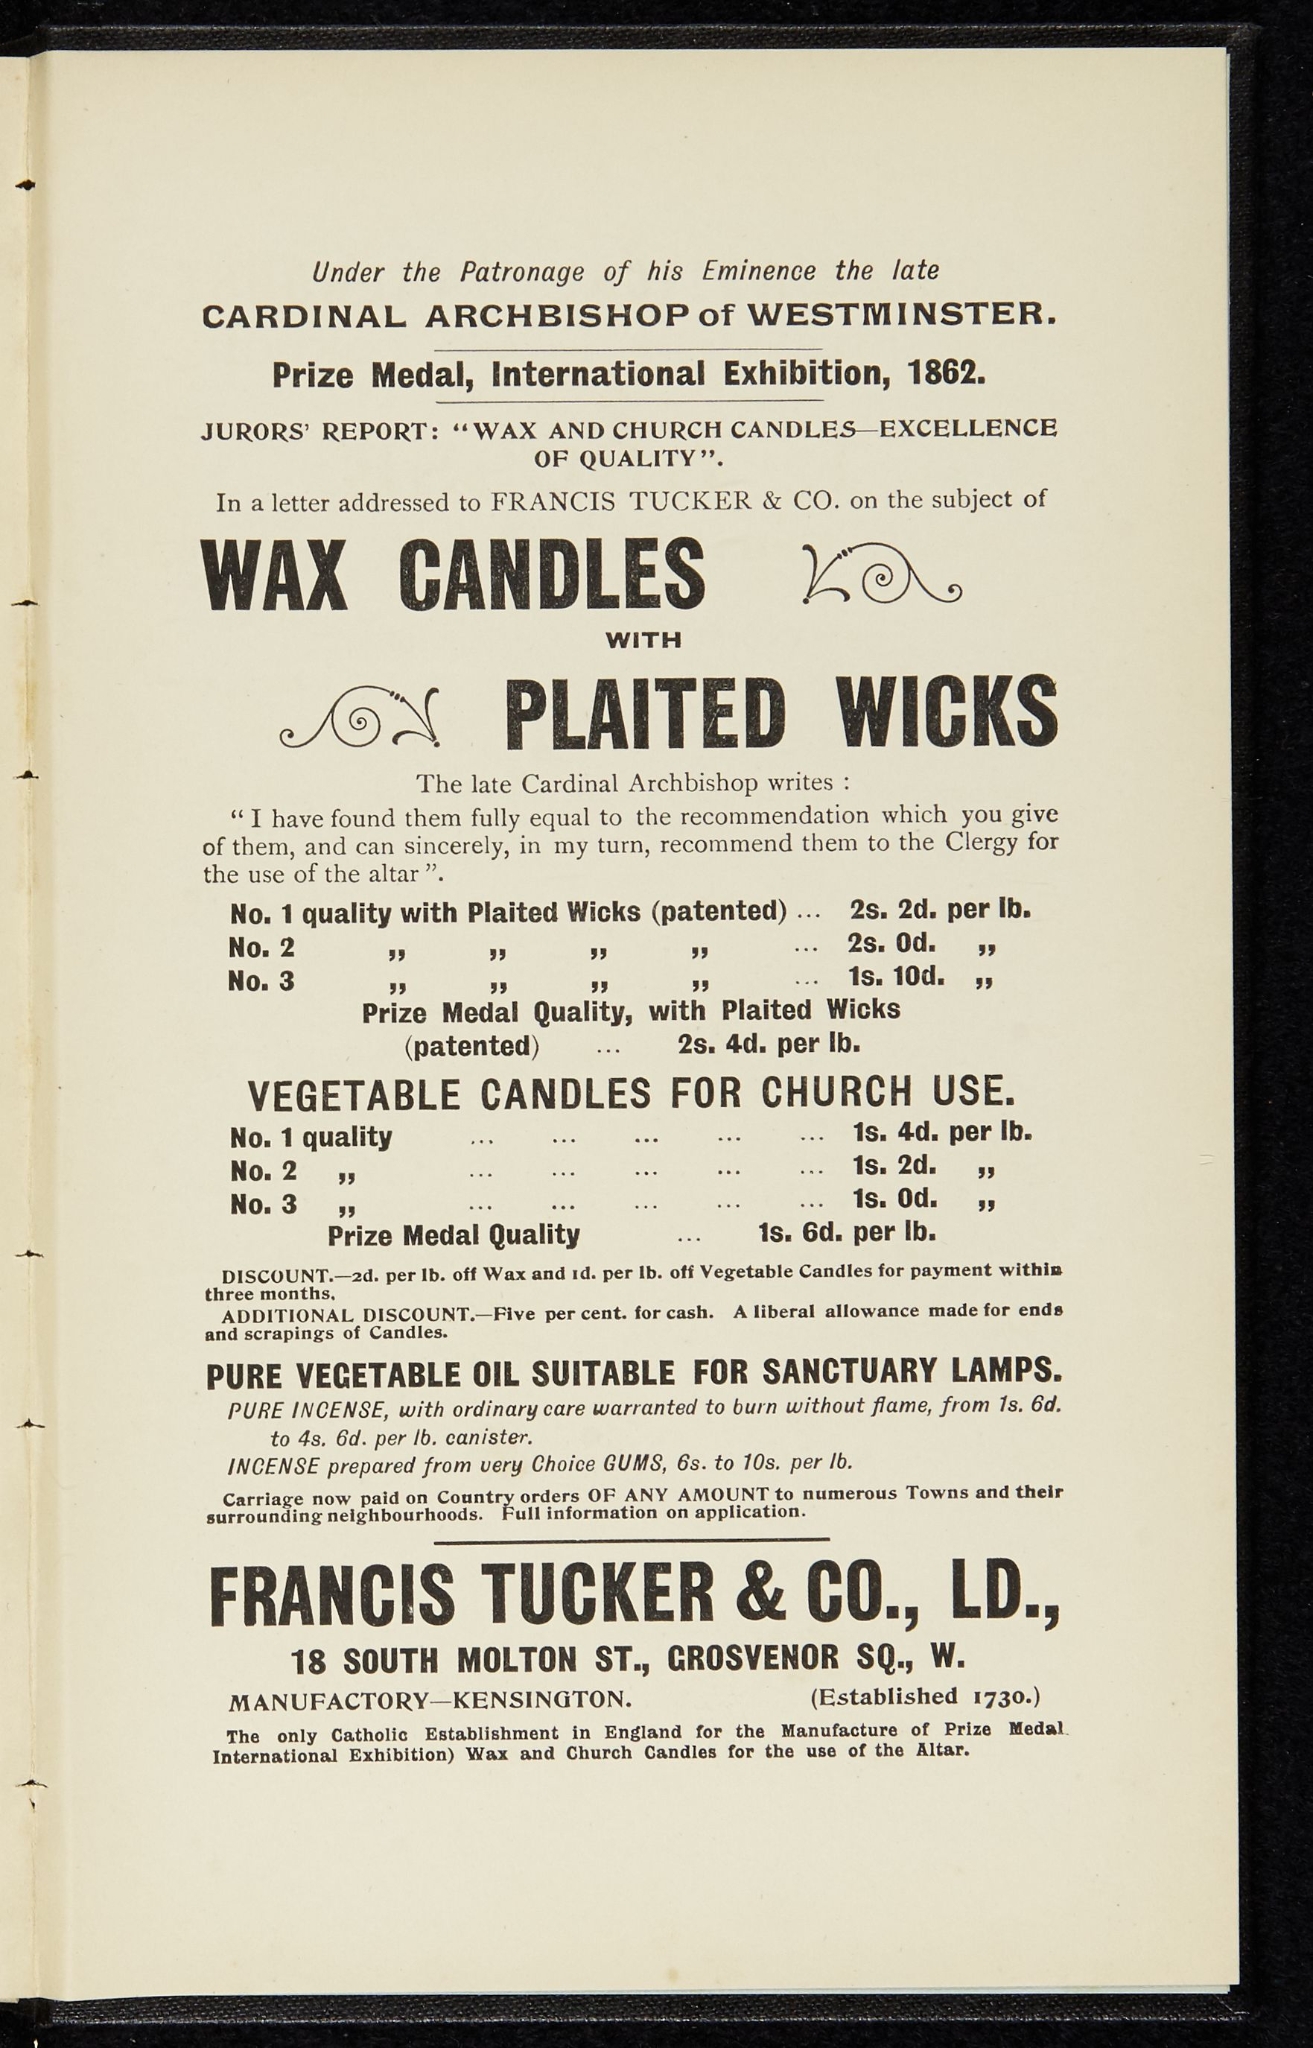 Under the Patronage of his Eminence the late
CARDINAL ARCHBISHOP of WESTMINSTER.
Prize Medal, International Exhibition, 1862.
JURORS' REPORT: “WAX AND CHURCH CANDLES—EXCELLENCE
OF QUALITY”.
In a letter addressed to FRANCIS TUCKER & CO. on the subject of
WAX CANDLES
WITH
PLAITED WICKS
The late Cardinal Archbishop writes :
“ I have found them fully equal to the recommendation which you give
of them, and can sincerely, in my turn, recommend them to the Clergy for
the use of the altar ”.
No. 1 quality with Plaited Wicks (patented) ... 2s. 2d. per lb.
No. 2 „ „ „ „ ... 2s. 0d. „
No. 3 „ „ „ „ ... 1s. 10d. „
Prize Medal Quality, with Plaited Wicks
(patented) ... 2s. 4d. per lb.
VEGETABLE CANDLES FOR CHURCH USE.
No. 1 quality ... ... ... ... ... 1s. 4d. per lb.
No. 2 „ ... ... ... ... ... 1s. 2d. „
No. 3 „ ... ... ... ... ... 1s. 0d. „
Prize Medal Quality ... 1s. 6d. per lb.
DISCOUNT.—2d. per lb. off Wax and 1d. per lb. off Vegetable Candles for payment within
three months.
ADDITIONAL DISCOUNT.—Five per cent. for cash. A liberal allowance made for ends
and scrapings of Candles.
PURE VEGETABLE OIL SUITABLE FOR SANCTUARY LAMPS.
PURE INCENSE, with ordinary care warranted to burn without flame, from 1s. 6d.
to 4s. 6d. per lb. canister.
INCENSE prepared from very Choice GUMS, 6s. to 10s. per lb.
Carriage now paid on Country orders OF ANY AMOUNT to numerous Towns and their
surrounding neighbourhoods. Full information on application.
FRANCIS TUCKER & CO., LD.,
18 SOUTH MOLTON ST., GROSVENOR SQ., W.
MANUFACTORY—KENSINGTON. (Established 1730.)
The only Catholic Establishment in England for the Manufacture of Prize Medal
International Exhibition) Wax and Church Candles for the use of the Altar.